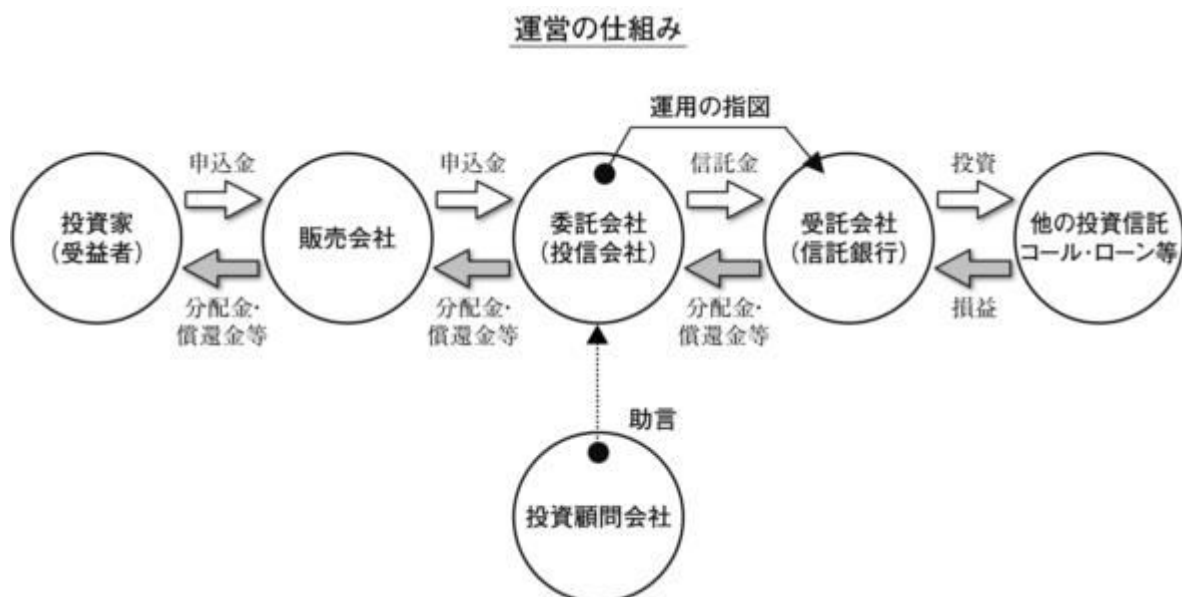 運営の仕組み
運用の指図
申込金
申込金
信託金
投資
投資家
(受益者)
販売会社
委託会社
(投信会社)
受託会社
(信託銀行)
他の投資信託
コール・ローン等
分配金・
償還金等
分配金・
償還金等
分配金・
償還金等
損益
助言
投資顧問会社